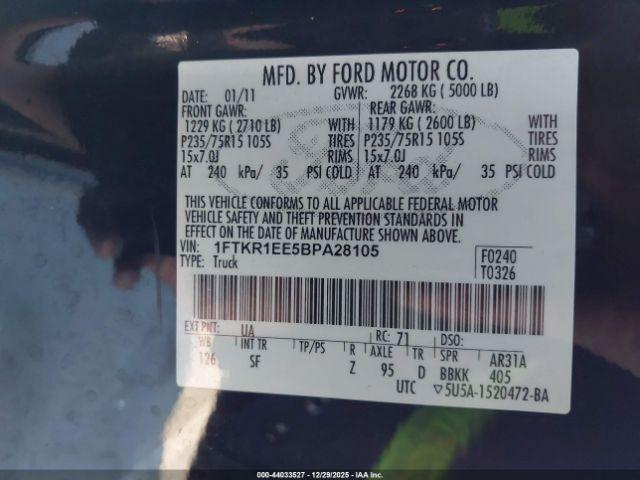 MFD. BY FORD MOTOR CO.
DATE: 01/11 GVWR: 2268 KG ( 5000 LB)
FRONT GAWR: REAR GAWR:
1229 KG ( 2710 LB) WITH 1179 KG ( 2600 LB) WITH
P235/75R15 105S TIRES P235/75R15 105S TIRES
15x7.0J RIMS 15x7.0J RIMS
AT 240 kPa/ 35 PSI COLD AT 240 kPa/ 35 PSI COLD
THIS VEHICLE CONFORMS TO ALL APPLICABLE FEDERAL MOTOR
VEHICLE SAFETY AND THEFT PREVENTION STANDARDS IN
EFFECT ON THE DATE OF MANUFACTURE SHOWN ABOVE.
VIN: 1FTKR1EE5BPA28105 F0240
TYPE: Truck T0326
EXT PNT: UA RC: 71 DSO:
WB INT TR TP/PS R AXLE TR SPR AR31A
126 SF Z 95 D BBKK 405
UTC ▽5U5A-1520472-BA
000-44033527 - 12/29/2025 - IAAI.COM